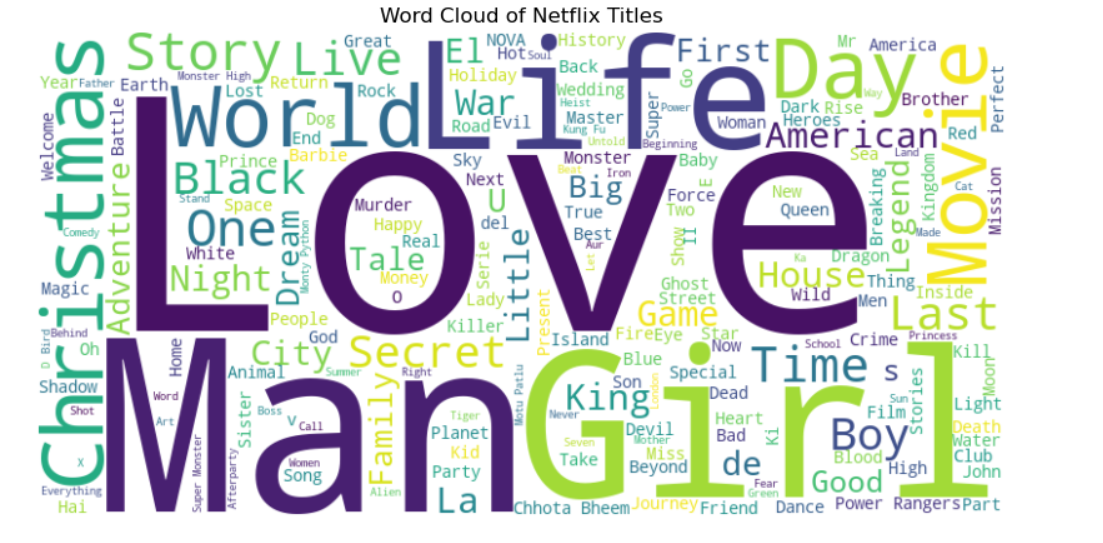 Word Cloud of Netflix Titles
Christmas
Story
Live
Great
El
NOVA
Hot
Soul
History
First
Day
Mr
America
Movie
Perfect
Year
Father
Earth
Monster High
Lost
Return
Rock
Holiday
Back
Wedding
Heist
Go
Way
Brother
Welcome
Battle
World
Life
Dog
End
War
Road
Evil
Master
Kung Fu
Untold
Super
Power
Beginning
Woman
Dark
Rise
Heroes
American
Red
Black
Prince
Barbie
Sky
Next
Monster
Beat
Iron
Baby
Sea
Land
Love
Stand
Space
Murder
Happy
Real
U
del
Big
True
Best
Aur
Let
Force
E
Two
II
Show
New
Queen
Breaking
Legend
Kingdom
Cat
Made
Mission
Comedy
Adventure
One
White
Night
Dream
Monty Python
Tale
Money
o
Serie
Lady
Little
Ghost
Street
Game
House
Ka
Wild
Dragon
Thing
Men
Inside
Last
Magic
People
God
Killer
Present
Island
Fire
Eye
Star
Now
School
Crime
Princess
Behind
D Bird
Oh
Man
Home
City
Secret
Animal
Summer
Right
Girl
Blue
Special
Time
s
Kill
Moon
Shadow
Shot
Word
Art
Sister
Boss
V
Call
Family
Tiger
Planet
Kid
Party
Motu Patlu
King
Never
Son
London
Devil
Mother
Miss
Seven
Take
Beyond
Dead
Heart
Bad
Ki
Boy
Sun
Film
Stories
Light
Death
Water
Club
John
x
Everything
Hai
Super Monster
Afterparty
Women
Song
Alien
La
Chhota Bheem
Journey
Friend
de
Fear
Green
Blood
High
Good
Dance
Power Rangers
Part